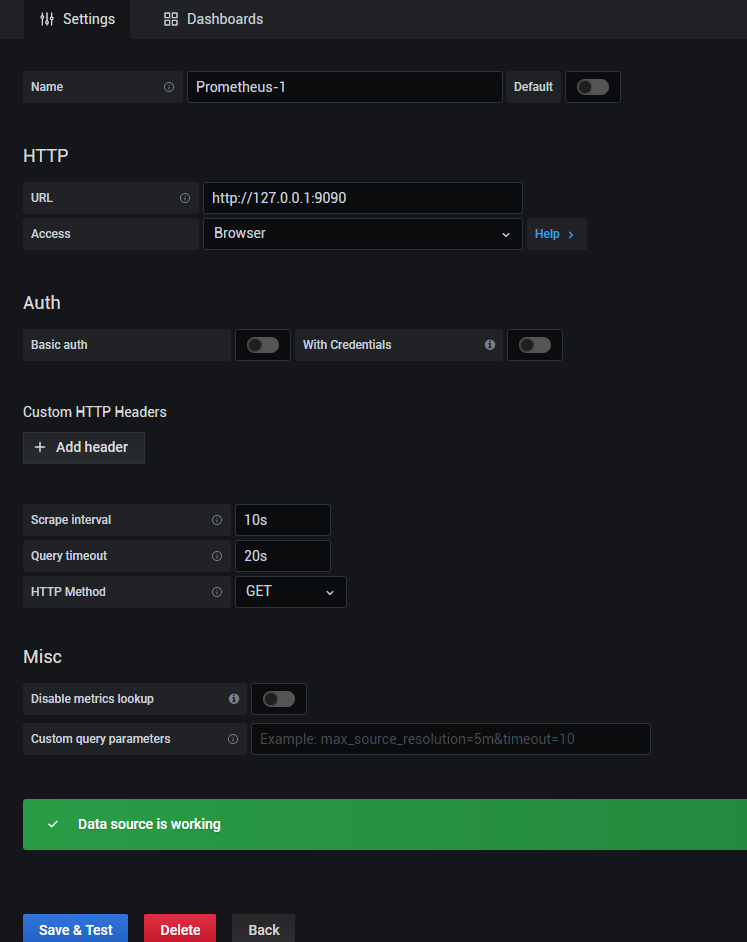 Settings Dashboards
Name Prometheus-1 Default
HTTP
URL http://127.0.0.1:9090
Access Browser Help
Auth
Basic auth With Credentials
Custom HTTP Headers
+ Add header
Scrape interval 10s
Query timeout 20s
HTTP Method GET
Misc
Disable metrics lookup
Custom query parameters Example: max_source_resolution=5m&timeout=10
Data source is working
Save & Test Delete Back